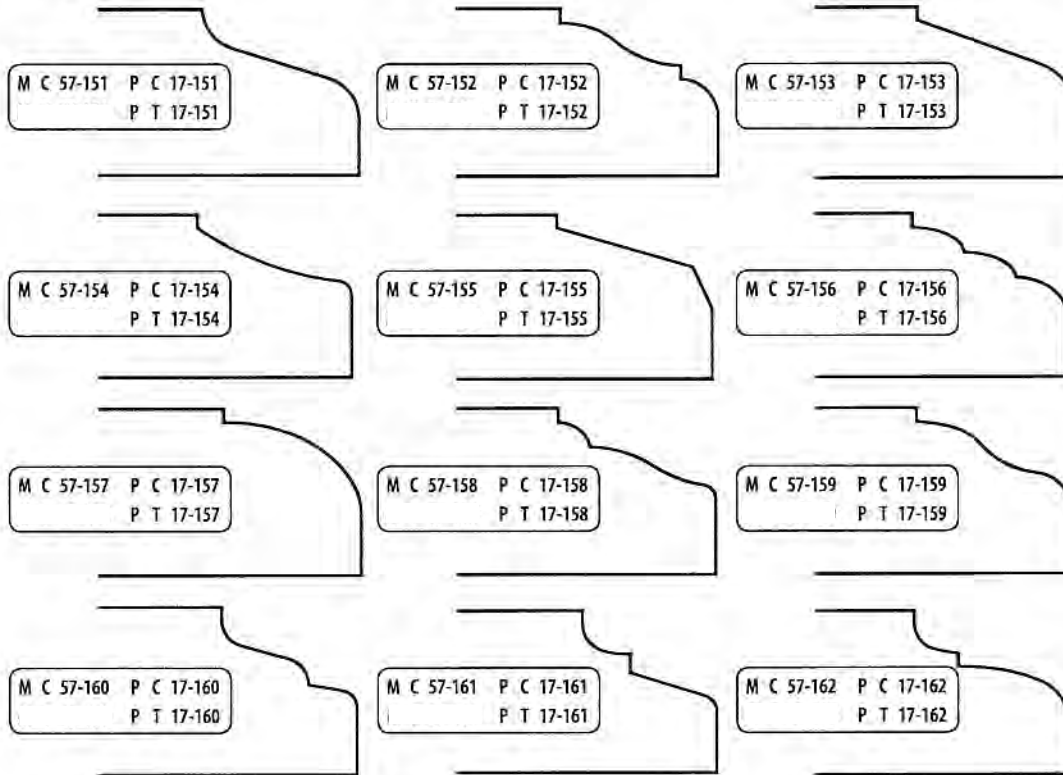 M C 57-151 P C 17-151
P T 17-151
M C 57-152 P C 17-152
P T 17-152
M C 57-153 P C 17-153
P T 17-153
M C 57-154 P C 17-154
P T 17-154
M C 57-155 P C 17-155
P T 17-155
M C 57-156 P C 17-156
P T 17-156
M C 57-157 P C 17-157
P T 17-157
M C 57-158 P C 17-158
P T 17-158
M C 57-159 P C 17-159
P T 17-159
M C 57-160 P C 17-160
P T 17-160
M C 57-161 P C 17-161
P T 17-161
M C 57-162 P C 17-162
P T 17-162